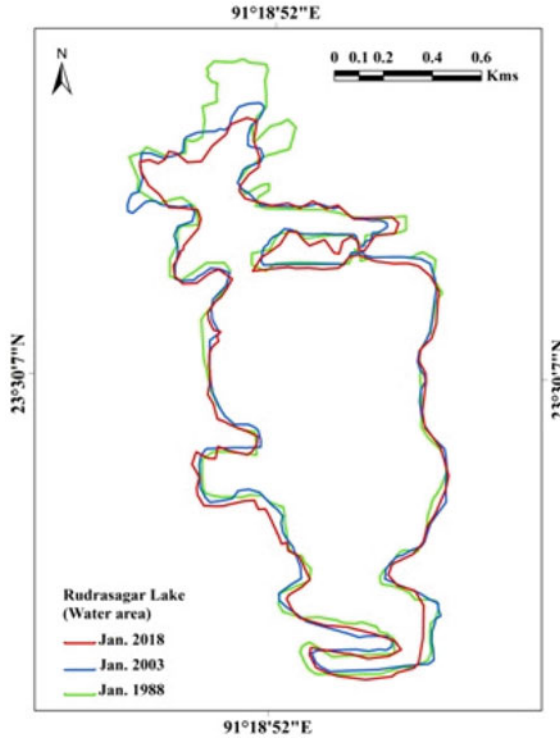 91°18'52"E
N
0 0.1 0.2 0.4 0.6
Kms
23°30'7"N
23°30'7"N
Rudrasagar Lake
(Water area)
Jan. 2018
Jan. 2003
Jan. 1988
91°18'52"E